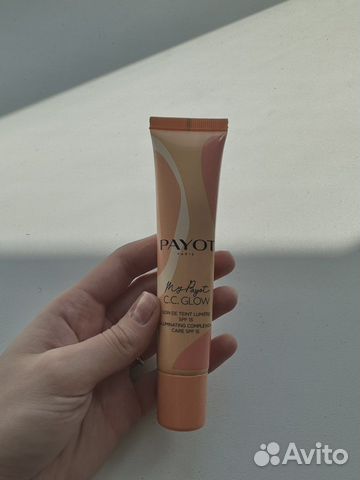 PAYOT
PARIS
My Payot
C.C. GLOW
SOIN DE TEINT LUMIÈRE
SPF 15
ILLUMINATING COMPLEXION
CARE SPF 15
Avito